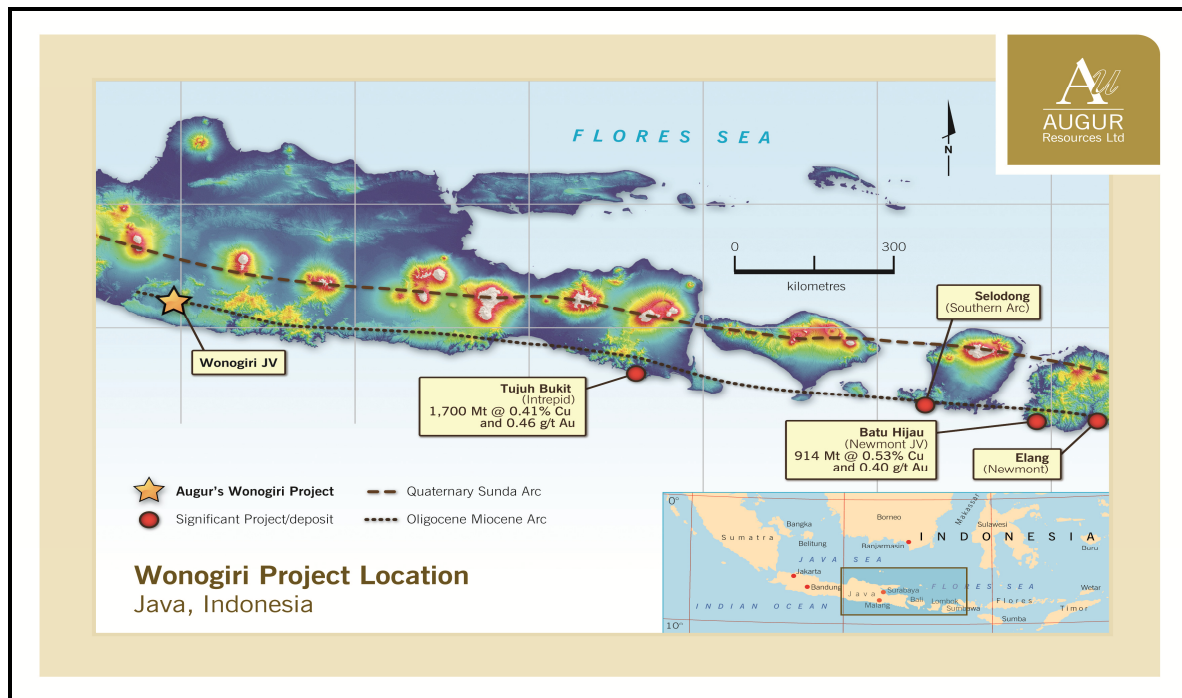 Au
AUGUR
Resources Ltd
FLORES SEA
N
0 300
kilometres
Selodong
(Southern Arc)
Wonogiri JV
Tujuh Bukit
(Intrepid)
1,700 Mt @ 0.41% Cu
and 0.46 g/t Au
Batu Hijau
(Newmont JV)
914 Mt @ 0.53% Cu
and 0.40 g/t Au
Elang
(Newmont)
Augur's Wonogiri Project
Significant Project/deposit
Quaternary Sunda Arc
Oligocene Miocene Arc
Wonogiri Project Location
Java, Indonesia
0°
Sumatra
Bangka
Belitung
Borneo
Banjarmasin
Makassar
Sulawesi
INDONESIA
Buru
JAVA SEA
Jakarta
Bandung
Java
Surabaya
Malang
Bali
Lombok
Sumbawa
FLORES SEA
Flores
Wetar
Timor
Sumba
INDIAN OCEAN
10°